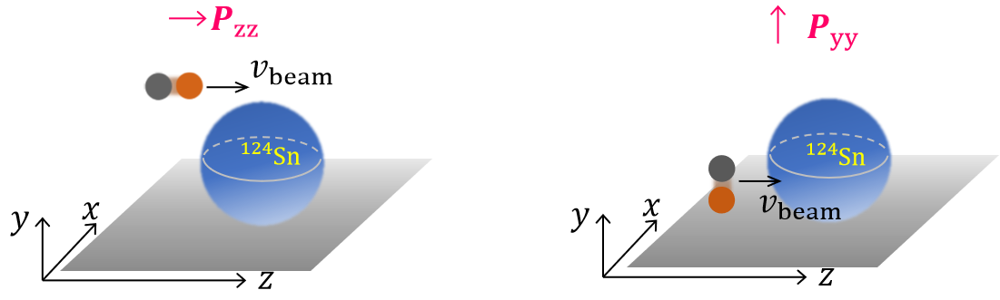 P_zz
v_beam
¹²⁴Sn
y
x
z
P_yy
¹²⁴Sn
v_beam
y
x
z